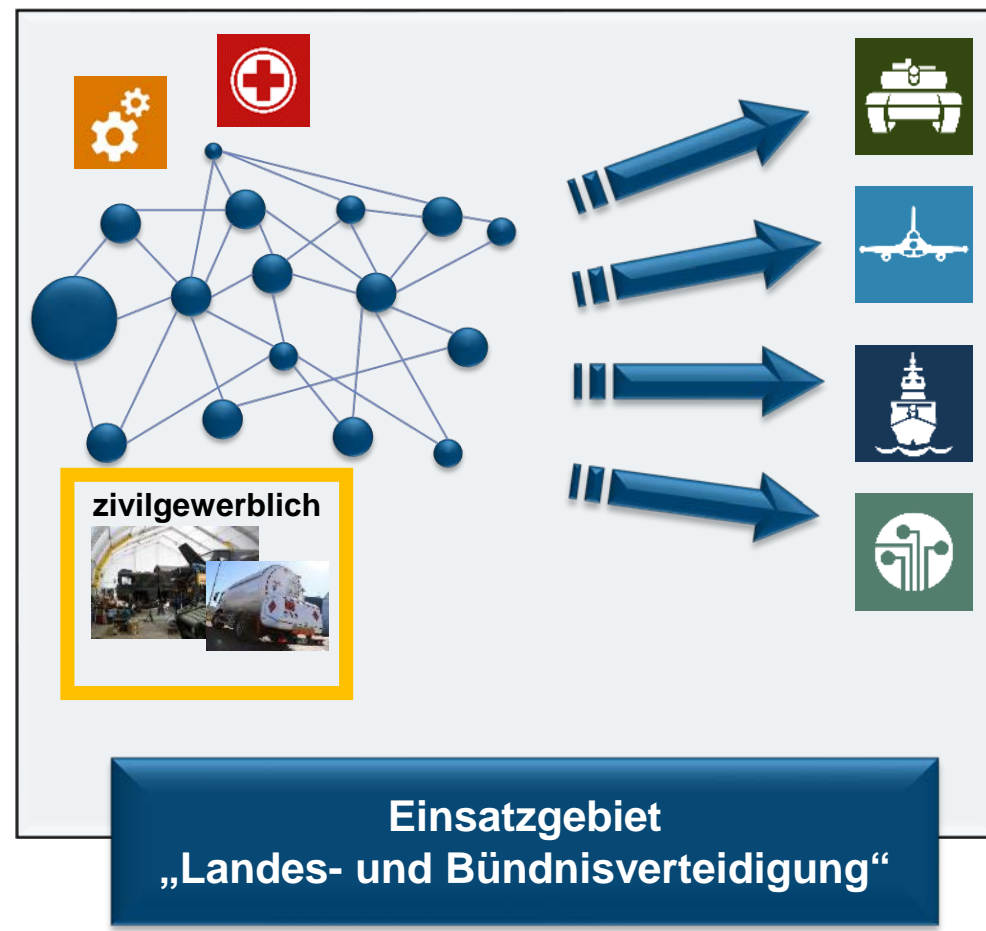 zivilgewerblich
Einsatzgebiet
„Landes- und Bündnisverteidigung“